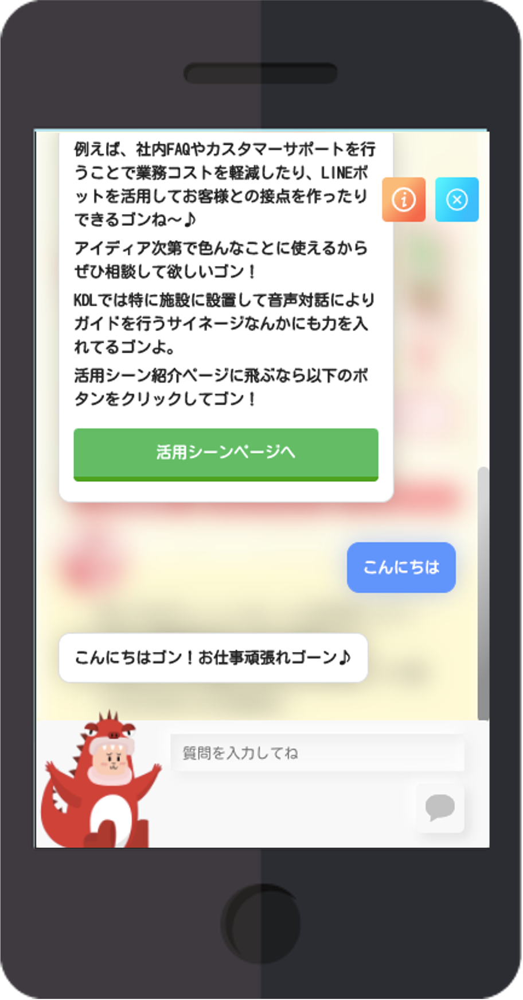 例えば、社内FAQやカスタマーサポートを行
うことで業務コストを軽減したり、LINEボ
ットを活用してお客様との接点を作ったり
できるゴンね〜♪
アイディア次第で色んなことに使えるから
ぜひ相談して欲しいゴン！
KDLでは特に施設に設置して音声対話により
ガイドを行うサイネージなんかにも力を入
れてるゴンよ。
活用シーン紹介ページに飛ぶなら以下のボ
タンをクリックしてゴン！
活用シーンページへ
こんにちは
こんにちはゴン！お仕事頑張れゴーン♪
質問を入力してね